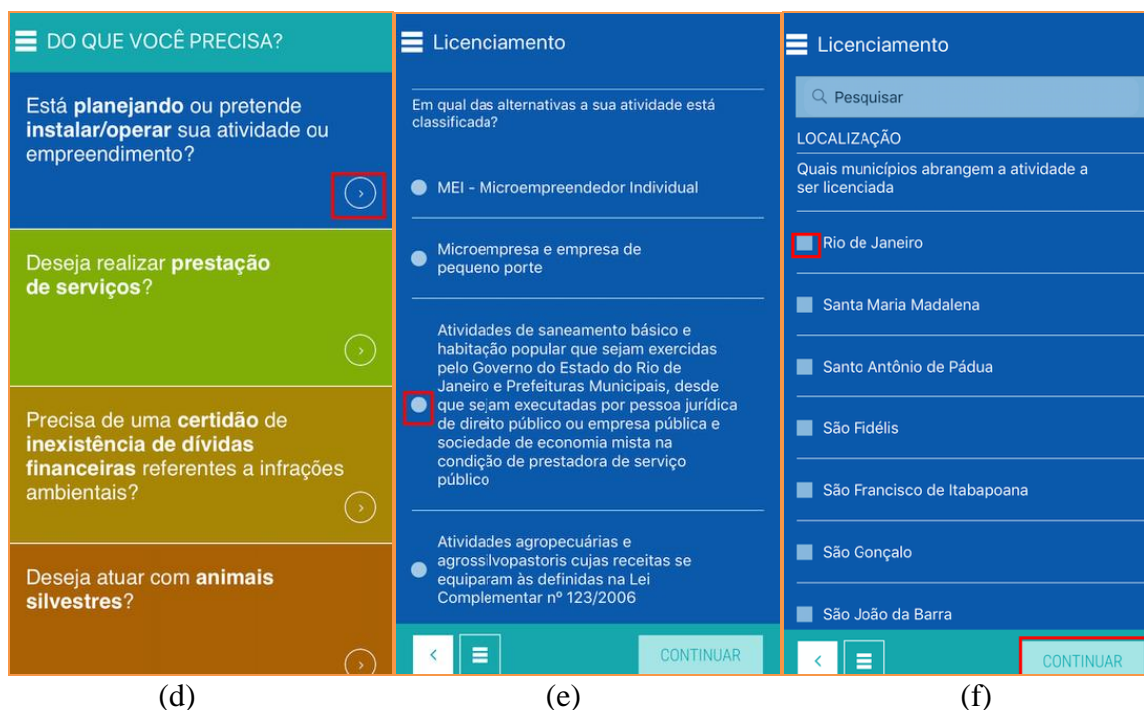 DO QUE VOCÊ PRECISA?
Está planejando ou pretende
instalar/operar sua atividade ou
empreendimento?
Deseja realizar prestação
de serviços?
Precisa de uma certidão de
inexistência de dívidas
financeiras referentes a infrações
ambientais?
Deseja atuar com animais
silvestres?
(d)
Licenciamento
Em qual das alternativas a sua atividade está
classificada?
MEI - Microempreendedor Individual
Microempresa e empresa de
pequeno porte
Atividades de saneamento básico e
habitação popular que sejam exercidas
pelo Governo do Estado do Rio de
Janeiro e Prefeituras Municipais, desde
que sejam executadas por pessoa jurídica
de direito público ou empresa pública e
sociedade de economia mista na
condição de prestadora de serviço
público
Atividades agropecuárias e
agrossilvopastoris cujas receitas se
equiparam às definidas na Lei
Complementar nº 123/2006
CONTINUAR
(e)
Licenciamento
Pesquisar
LOCALIZAÇÃO
Quais municípios abrangem a atividade a
ser licenciada
Rio de Janeiro
Santa Maria Madalena
Santo Antônio de Pádua
São Fidélis
São Francisco de Itabapoana
São Gonçalo
São João da Barra
CONTINUAR
(f)